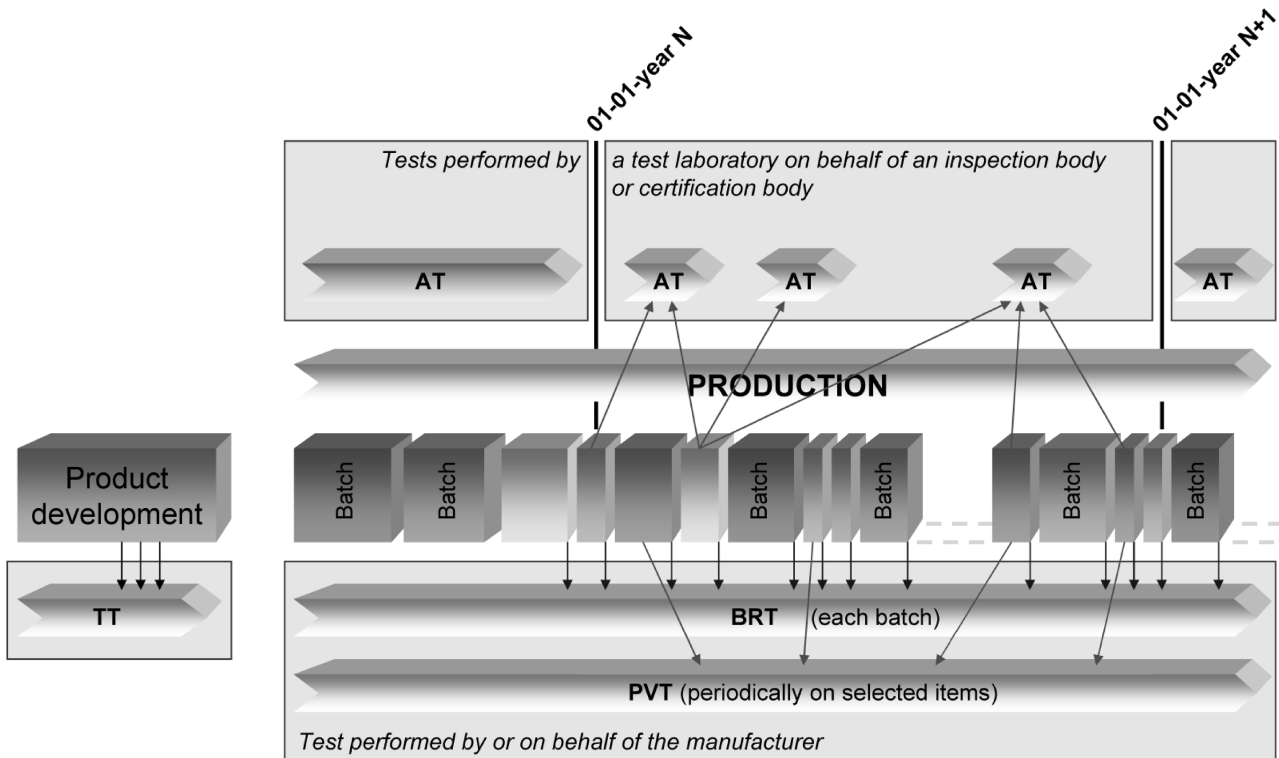 01-01-year N
01-01-year N+1
Tests performed by
a test laboratory on behalf of an inspection body
or certification body
AT
AT
AT
AT
AT
PRODUCTION
Product
development
Batch
Batch
Batch
Batch
Batch
Batch
TT
BRT (each batch)
PVT (periodically on selected items)
Test performed by or on behalf of the manufacturer